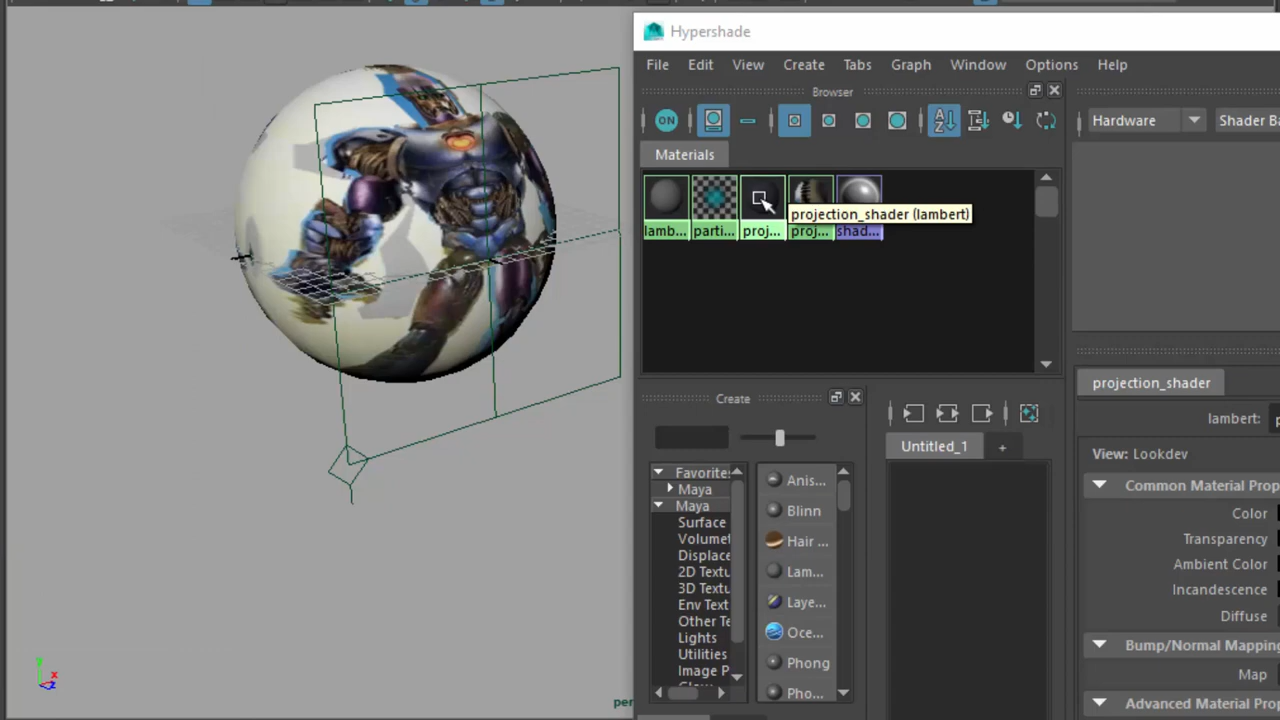 Hypershade
File Edit View Create Tabs Graph Window Options Help
Browser
ON
Hardware
Shader Ba
Materials
projection_shader (lambert)
lamb... parti... proj... proj... shad...
Create
Untitled_1 +
Favorite
Maya
Maya
Surface
Volumet
Displace
2D Textu
3D Textu
Env Text
Other Te
Lights
Utilities
Image P
Anis...
Blinn
Hair ...
Lam...
Laye...
Oce...
Phong
Pho...
projection_shader
lambert: p
View: Lookdev
Common Material Prop
Color
Transparency
Ambient Color
Incandescence
Diffuse
Bump/Normal Mapping
Map
Advanced Material Prop
y
x
z
per